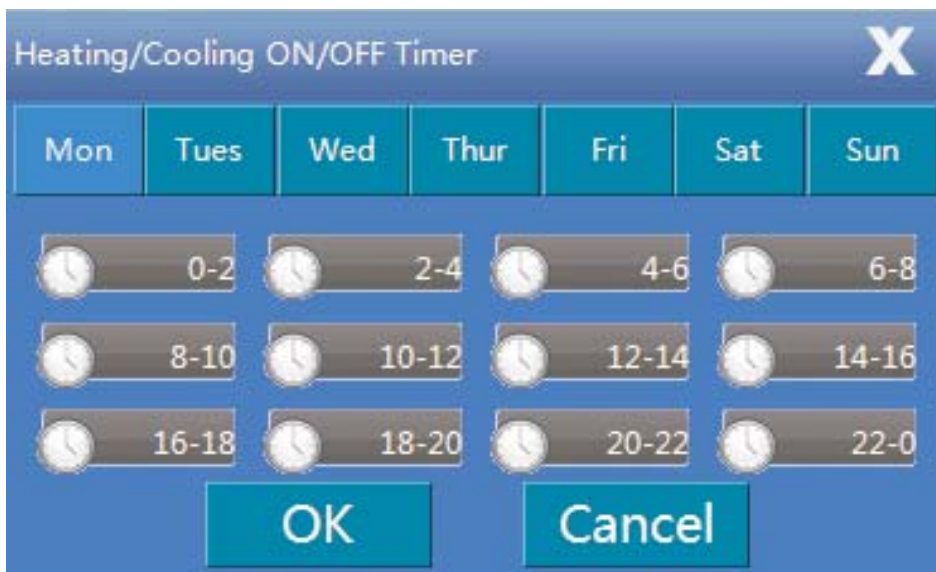 Heating/Cooling ON/OFF Timer X
Mon Tues Wed Thur Fri Sat Sun
0-2 2-4 4-6 6-8
8-10 10-12 12-14 14-16
16-18 18-20 20-22 22-0
OK Cancel